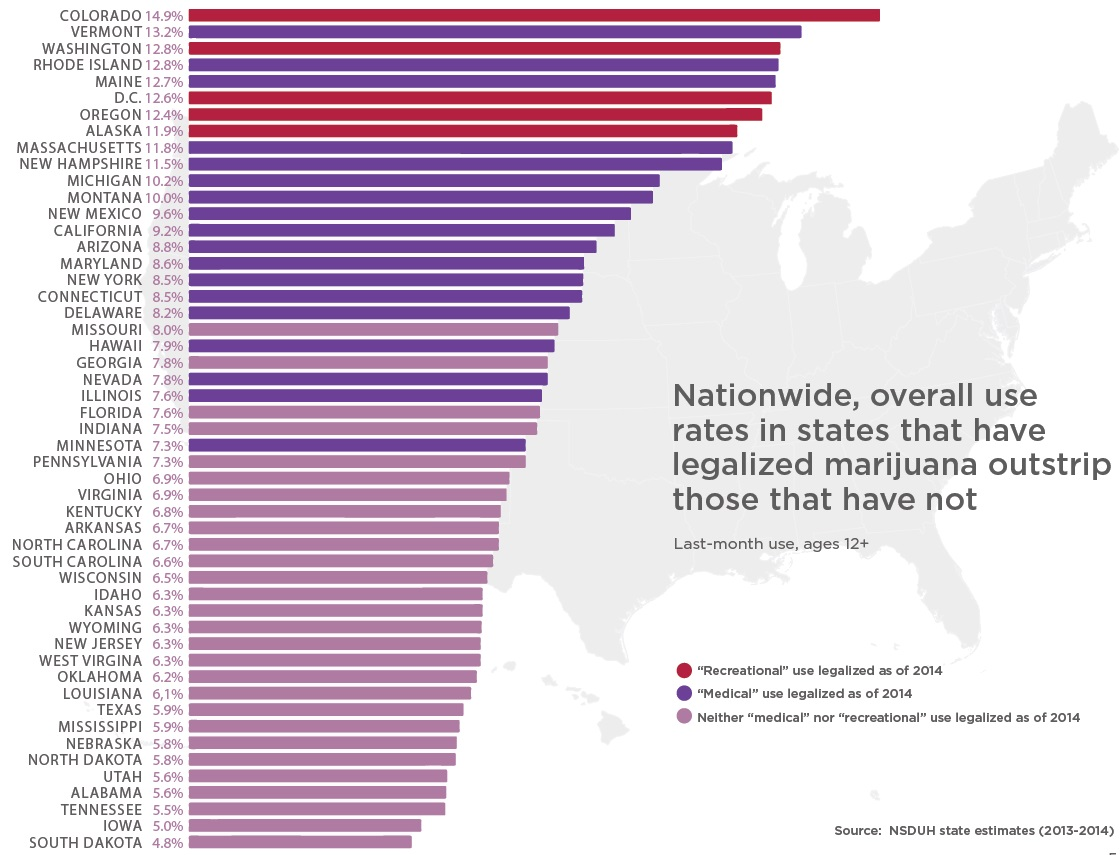 COLORADO 14.9%
VERMONT 13.2%
WASHINGTON 12.8%
RHODE ISLAND 12.8%
MAINE 12.7%
D.C. 12.6%
OREGON 12.4%
ALASKA 11.9%
MASSACHUSETTS 11.8%
NEW HAMPSHIRE 11.5%
MICHIGAN 10.2%
MONTANA 10.0%
NEW MEXICO 9.6%
CALIFORNIA 9.2%
ARIZONA 8.8%
MARYLAND 8.6%
NEW YORK 8.5%
CONNECTICUT 8.5%
DELAWARE 8.2%
MISSOURI 8.0%
HAWAII 7.9%
GEORGIA 7.8%
NEVADA 7.8%
ILLINOIS 7.6%
FLORIDA 7.6%
INDIANA 7.5%
MINNESOTA 7.3%
PENNSYLVANIA 7.3%
OHIO 6.9%
VIRGINIA 6.9%
KENTUCKY 6.8%
ARKANSAS 6.7%
NORTH CAROLINA 6.7%
SOUTH CAROLINA 6.6%
WISCONSIN 6.5%
IDAHO 6.3%
KANSAS 6.3%
WYOMING 6.3%
NEW JERSEY 6.3%
WEST VIRGINA 6.3%
OKLAHOMA 6.2%
LOUISIANA 6,1%
TEXAS 5.9%
MISSISSIPPI 5.9%
NEBRASKA 5.8%
NORTH DAKOTA 5.8%
UTAH 5.6%
ALABAMA 5.6%
TENNESSEE 5.5%
IOWA 5.0%
SOUTH DAKOTA 4.8%
Nationwide, overall use
rates in states that have
legalized marijuana outstrip
those that have not
Last-month use, ages 12+
“Recreational” use legalized as of 2014
“Medical” use legalized as of 2014
Neither “medical” nor “recreational” use legalized as of 2014
Source: NSDUH state estimates (2013-2014)